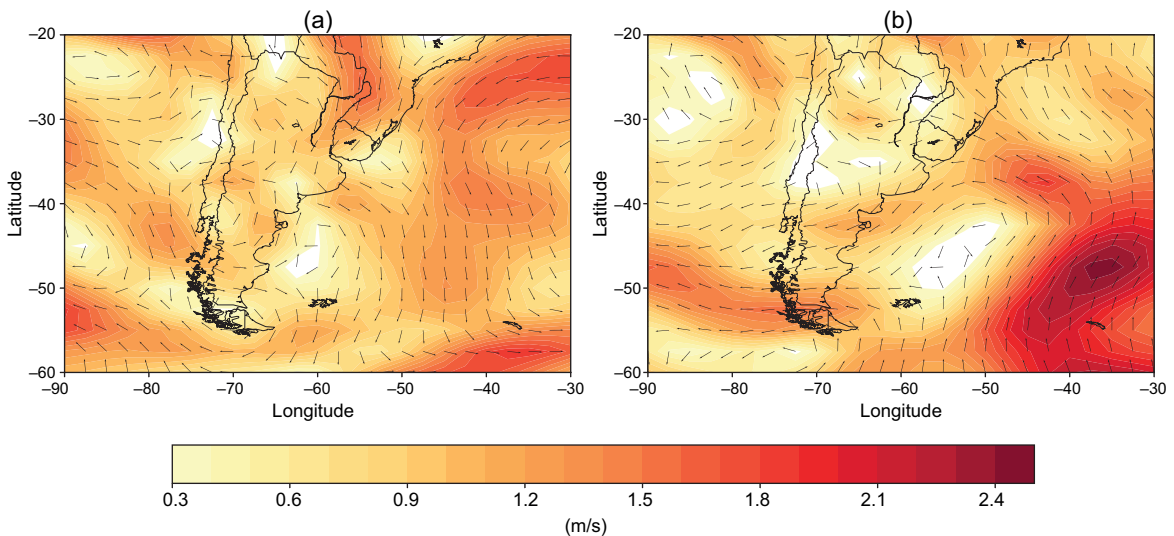 (a)
(b)
−20
−30
−40
−50
−60
Latitude
−90 −80 −70 −60 −50 −40 −30
Longitude
−20
−30
−40
−50
−60
Latitude
−90 −80 −70 −60 −50 −40 −30
Longitude
0.3 0.6 0.9 1.2 1.5 1.8 2.1 2.4
(m/s)